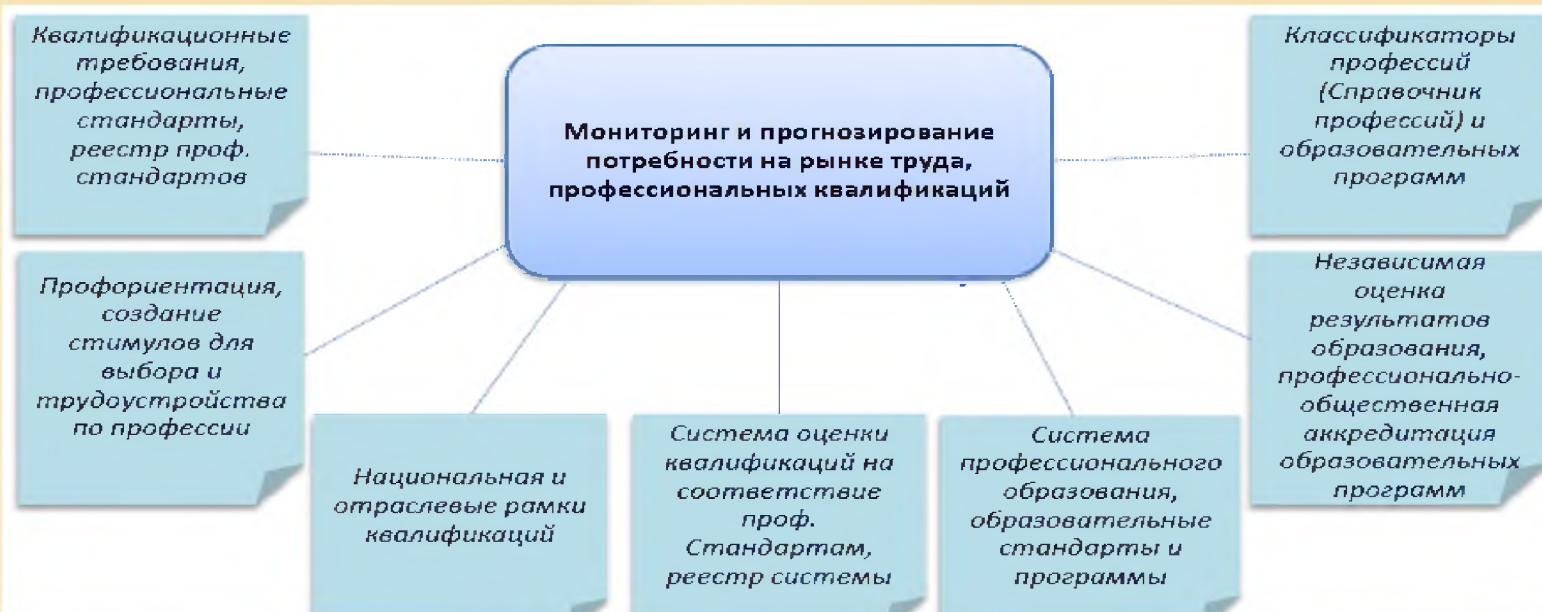 Квалификационные
требования,
профессиональные
стандарты,
реестр проф.
стандартов
Мониторинг и прогнозирование
потребности на рынке труда,
профессиональных квалификаций
Классификаторы
профессий
(Справочник
профессий) и
образовательных
программ
Профориентация,
создание
стимулов для
выбора и
трудоустройства
по профессии
Национальная и
отраслевые рамки
квалификаций
Система оценки
квалификаций на
соответствие
проф.
Стандартам,
реестр системы
Система
профессионального
образования,
образовательные
стандарты и
программы
Независимая
оценка
результатов
образования,
профессионально-
общественная
аккредитация
образовательных
программ